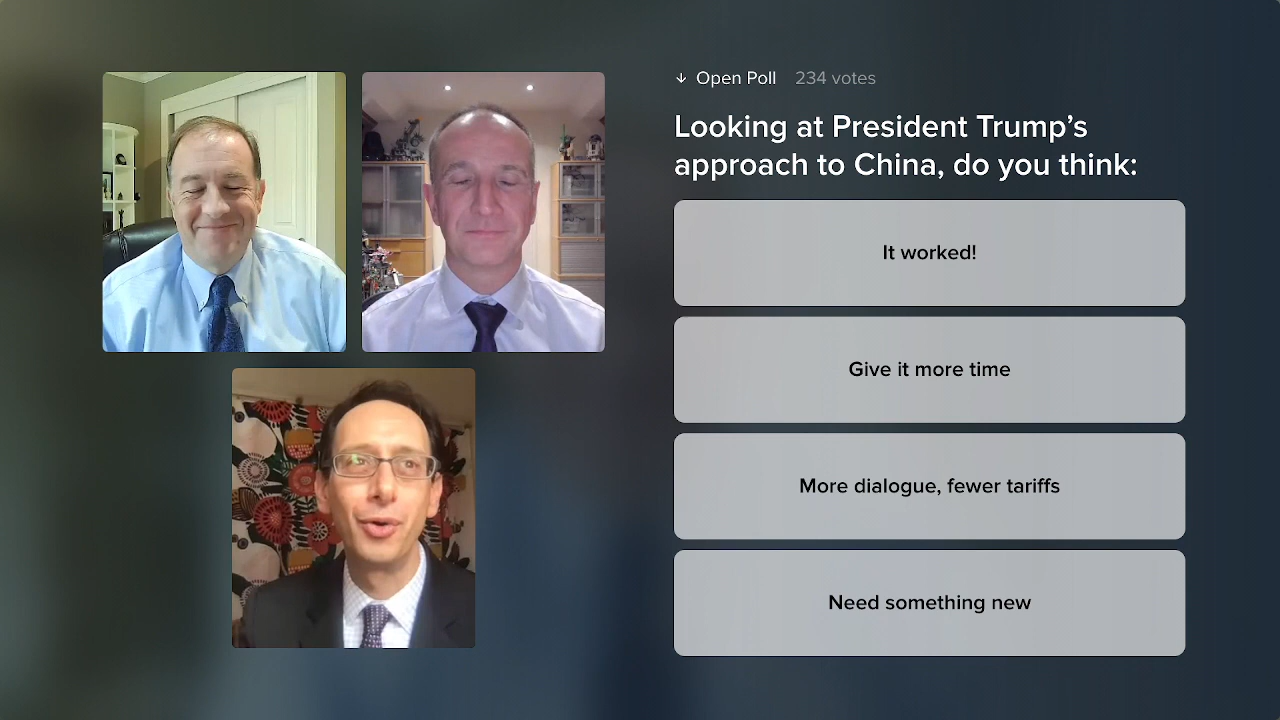 ↓ Open Poll 234 votes
Looking at President Trump’s
approach to China, do you think:
It worked!
Give it more time
More dialogue, fewer tariffs
Need something new